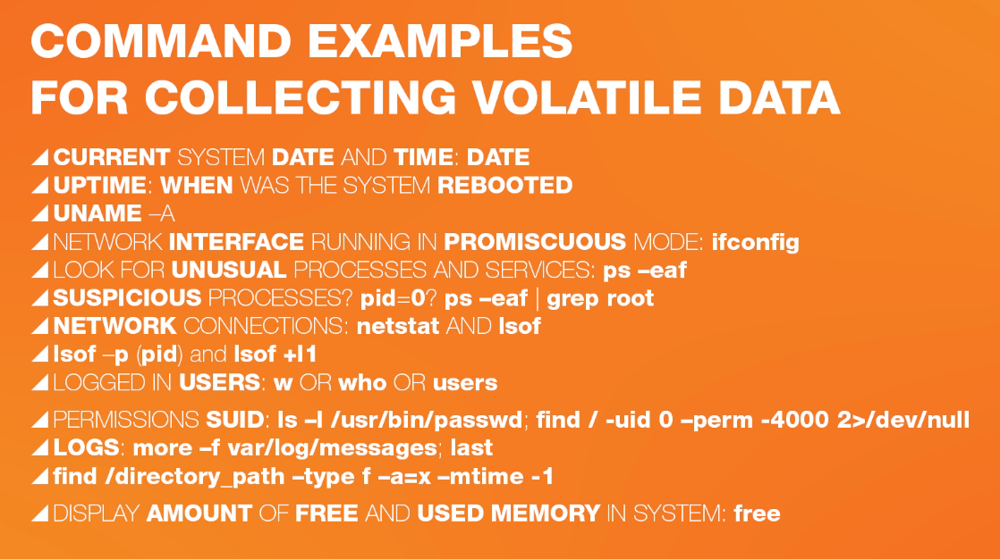 COMMAND EXAMPLES
FOR COLLECTING VOLATILE DATA
CURRENT SYSTEM DATE AND TIME: DATE
UPTIME: WHEN WAS THE SYSTEM REBOOTED
UNAME –A
NETWORK INTERFACE RUNNING IN PROMISCUOUS MODE: ifconfig
LOOK FOR UNUSUAL PROCESSES AND SERVICES: ps –eaf
SUSPICIOUS PROCESSES? pid=0? ps –eaf | grep root
NETWORK CONNECTIONS: netstat AND lsof
lsof –p (pid) and lsof +l1
LOGGED IN USERS: w OR who OR users
PERMISSIONS SUID: ls –l /usr/bin/passwd; find / -uid 0 –perm -4000 2>/dev/null
LOGS: more –f var/log/messages; last
find /directory_path –type f –a=x –mtime -1
DISPLAY AMOUNT OF FREE AND USED MEMORY IN SYSTEM: free